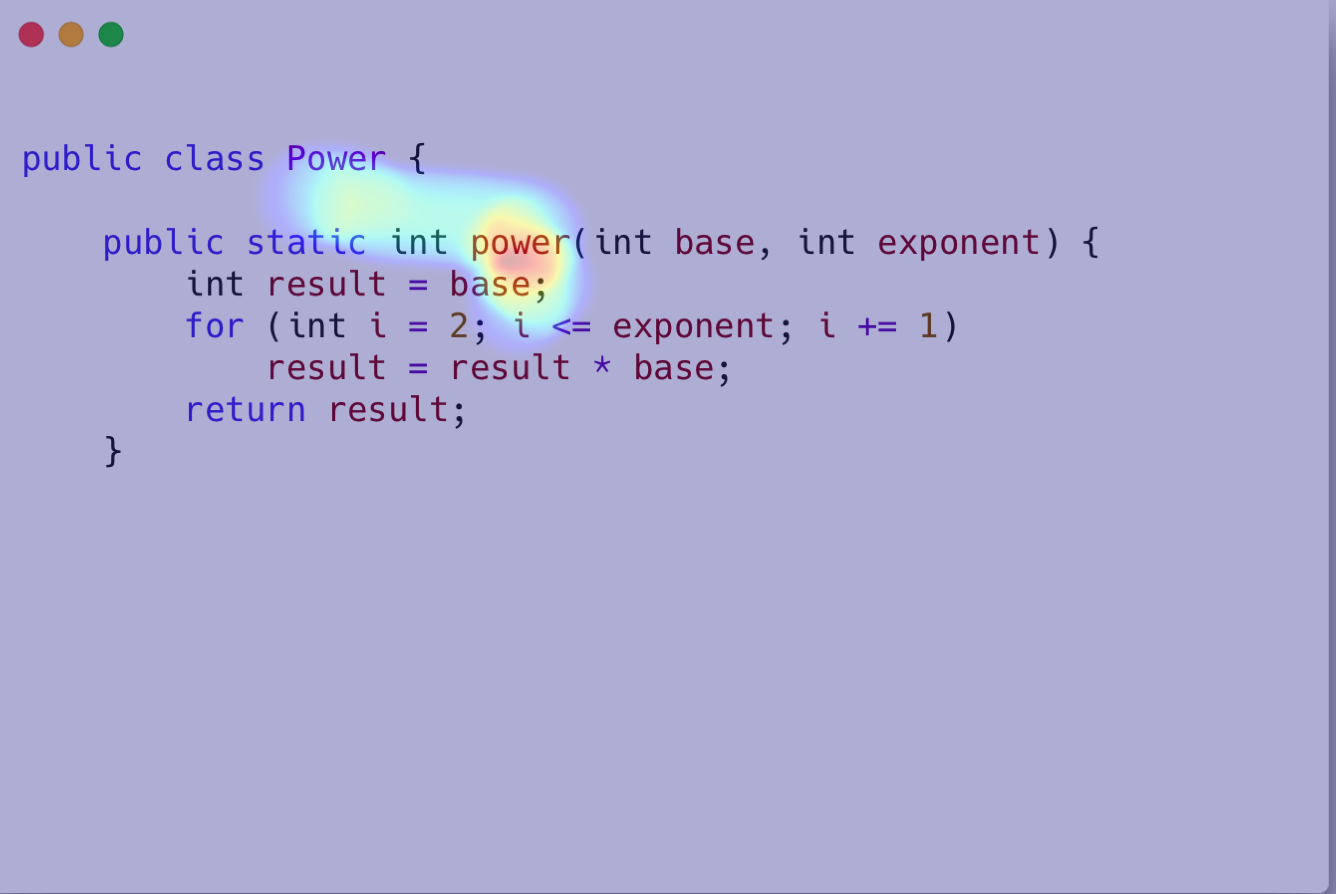 public class Power {
public static int power(int base, int exponent) {
int result = base;
for (int i = 2; i <= exponent; i += 1)
result = result * base;
return result;
}